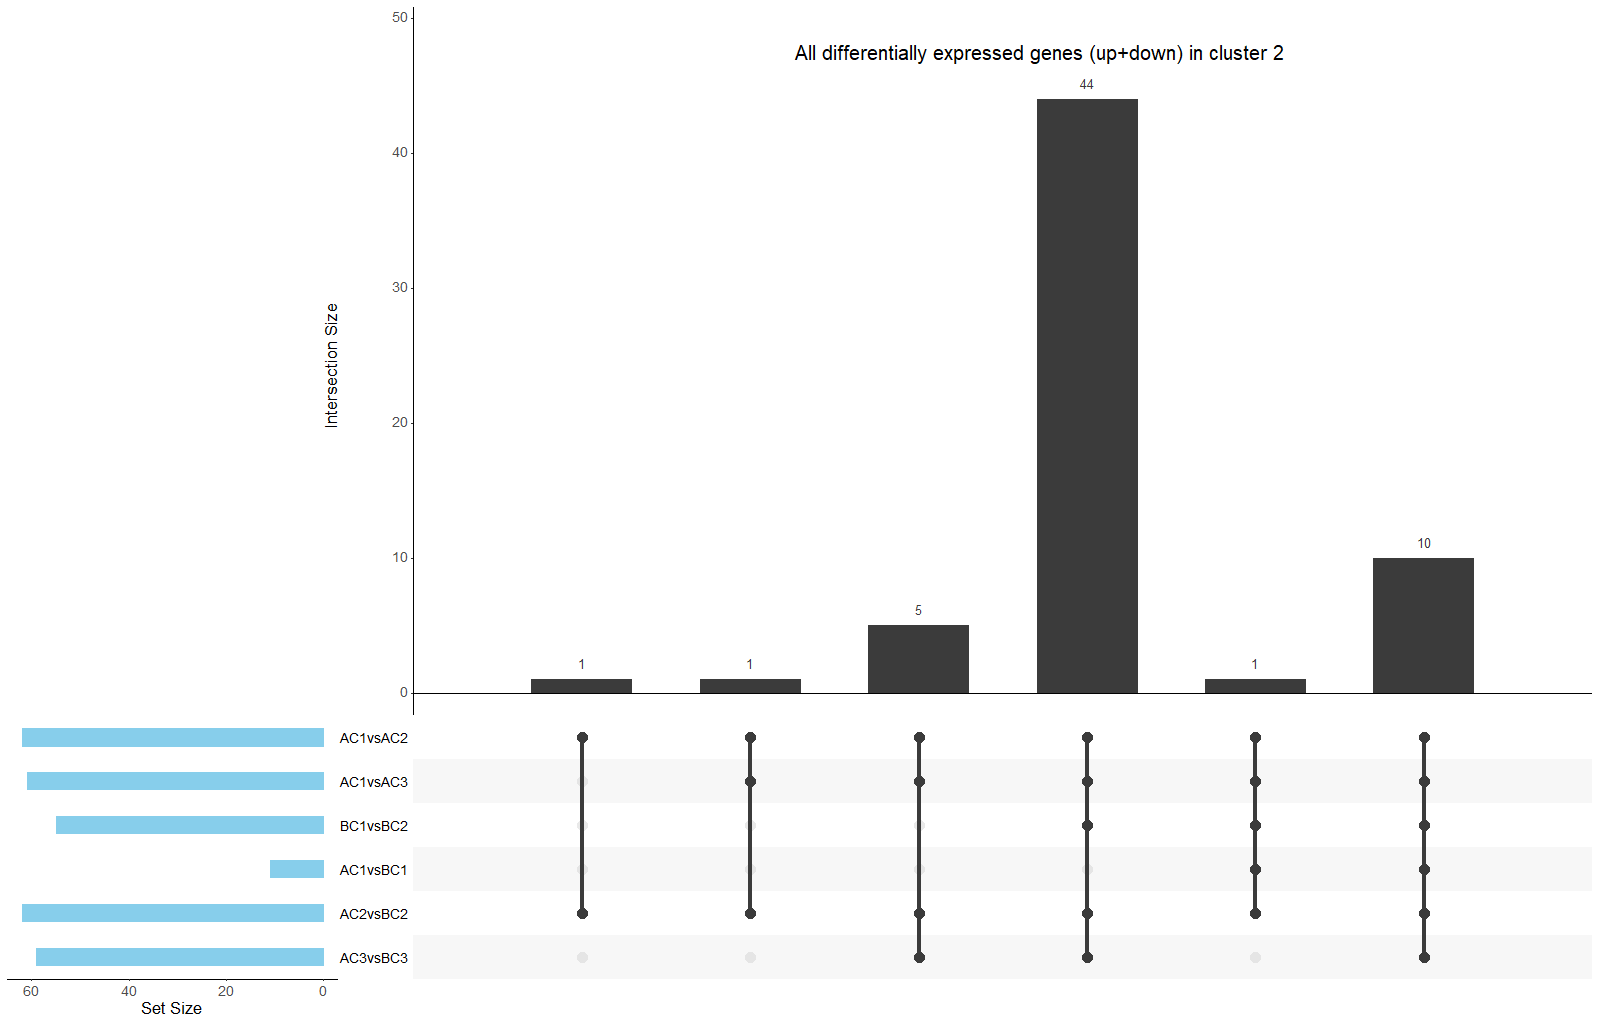 50
All differentially expressed genes (up+down) in cluster 2
44
40
30
Intersection Size
20
10
10
5
1
1
1
0
AC1vsAC2
AC1vsAC3
BC1vsBC2
AC1vsBC1
AC2vsBC2
AC3vsBC3
60 40 20 0
Set Size